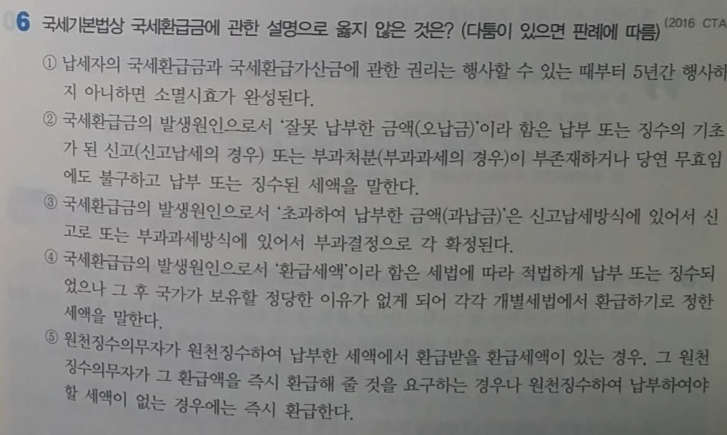 06 국세기본법상 국세환급금에 관한 설명으로 옳지 않은 것은? (다툼이 있으면 판례에 따름) (2016 CTA
① 납세자의 국세환급금과 국세환급가산금에 관한 권리는 행사할 수 있는 때부터 5년간 행사하
지 아니하면 소멸시효가 완성된다.
② 국세환급금의 발생원인으로서 ‘잘못 납부한 금액(오납금)’이라 함은 납부 또는 징수의 기초
가 된 신고(신고납세의 경우) 또는 부과처분(부과과세의 경우)이 부존재하거나 당연 무효임
에도 불구하고 납부 또는 징수된 세액을 말한다.
③ 국세환급금의 발생원인으로서 ‘초과하여 납부한 금액(과납금)’은 신고납세방식에 있어서 신
고로 또는 부과과세방식에 있어서 부과결정으로 각 확정된다.
④ 국세환급금의 발생원인으로서 ‘환급세액’이라 함은 세법에 따라 적법하게 납부 또는 징수되
었으나 그 후 국가가 보유할 정당한 이유가 없게 되어 각각 개별세법에서 환급하기로 정한
세액을 말한다.
⑤ 원천징수의무자가 원천징수하여 납부한 세액에서 환급받을 환급세액이 있는 경우, 그 원천
징수의무자가 그 환급액을 즉시 환급해 줄 것을 요구하는 경우나 원천징수하여 납부하여야
할 세액이 없는 경우에는 즉시 환급한다.